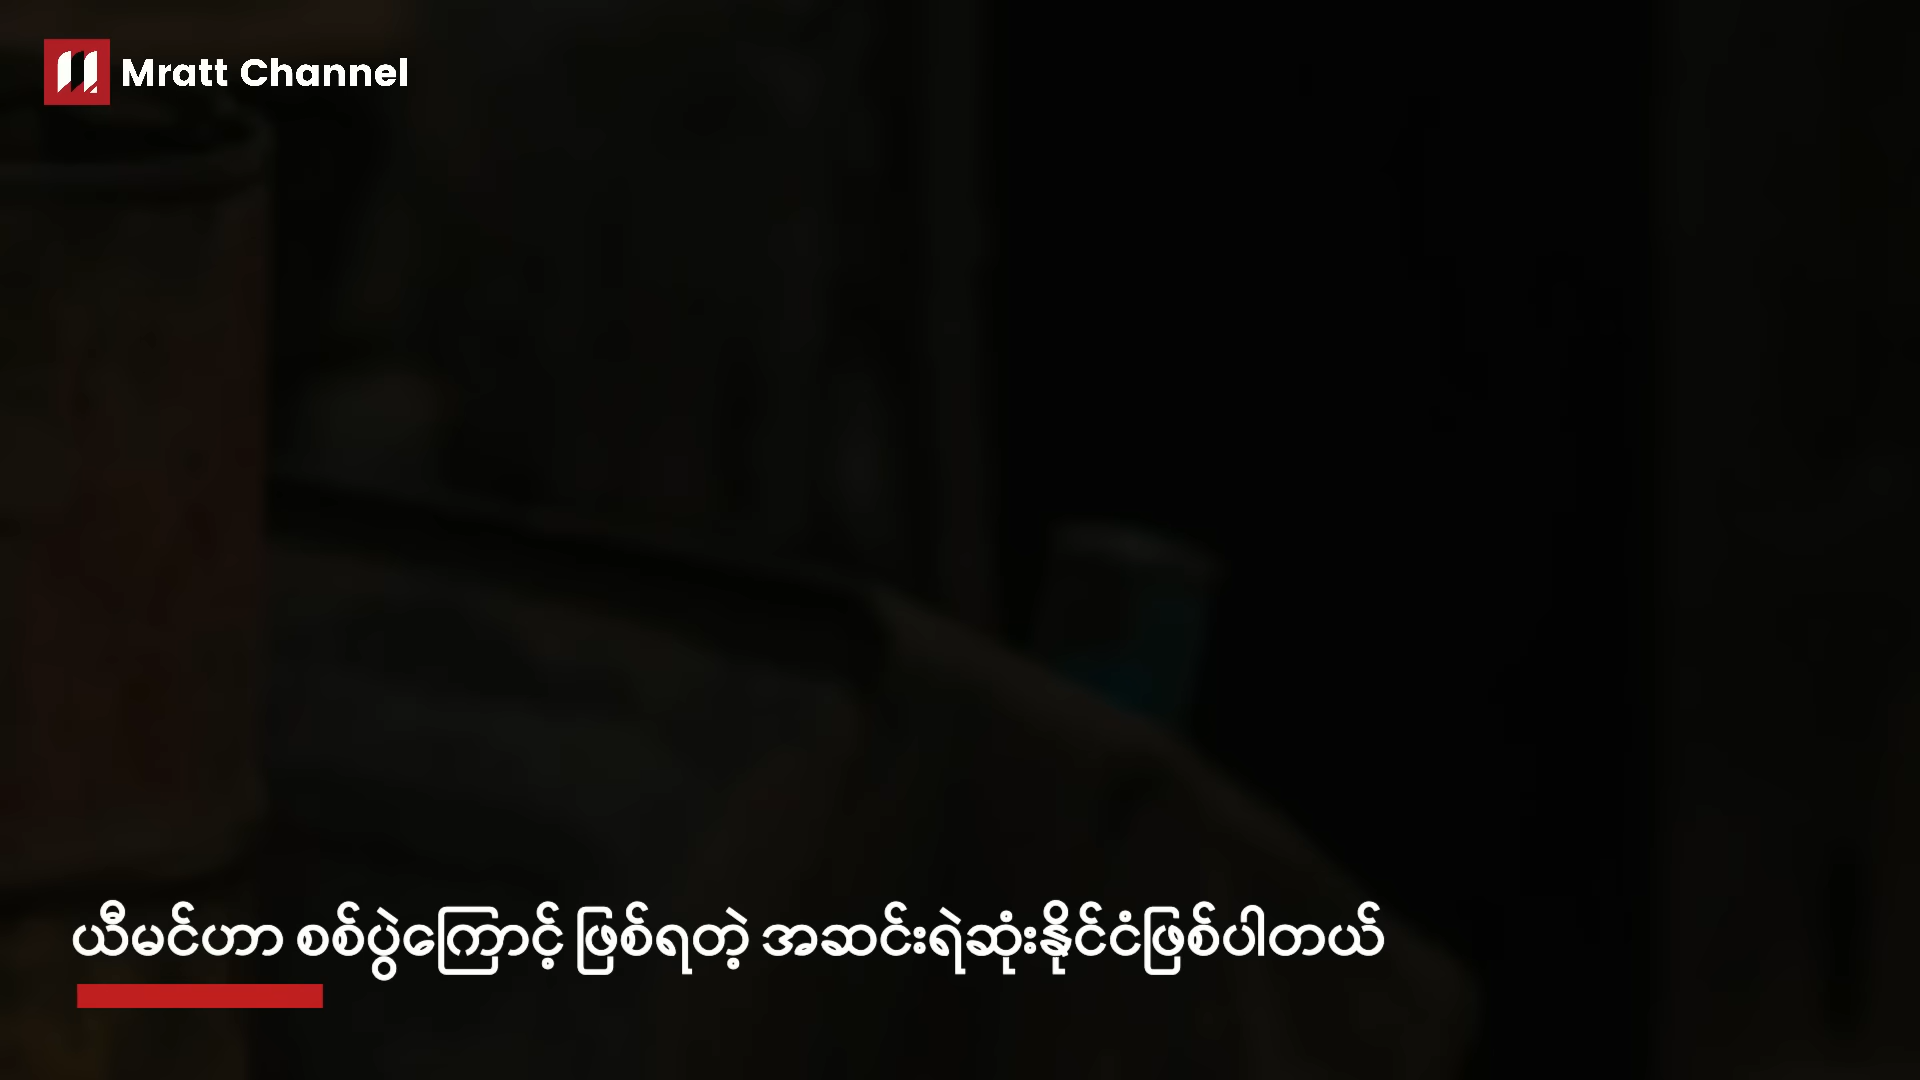 Mratt Channel
ယီမင်ဟာ စစ်ပွဲကြောင့် ဖြစ်ရတဲ့ အဆင်းရဲဆုံးနိုင်ငံဖြစ်ပါတယ်